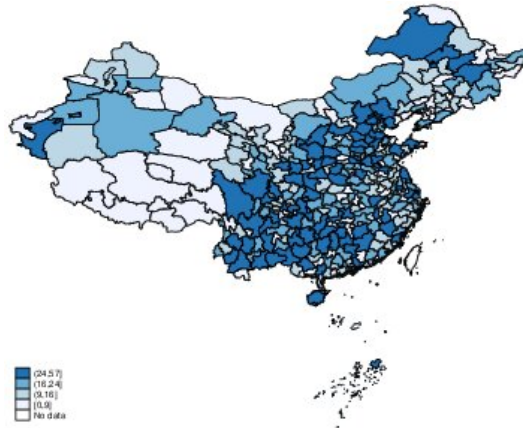 (24,57]
(16,24]
(9,16]
[0,9]
No data